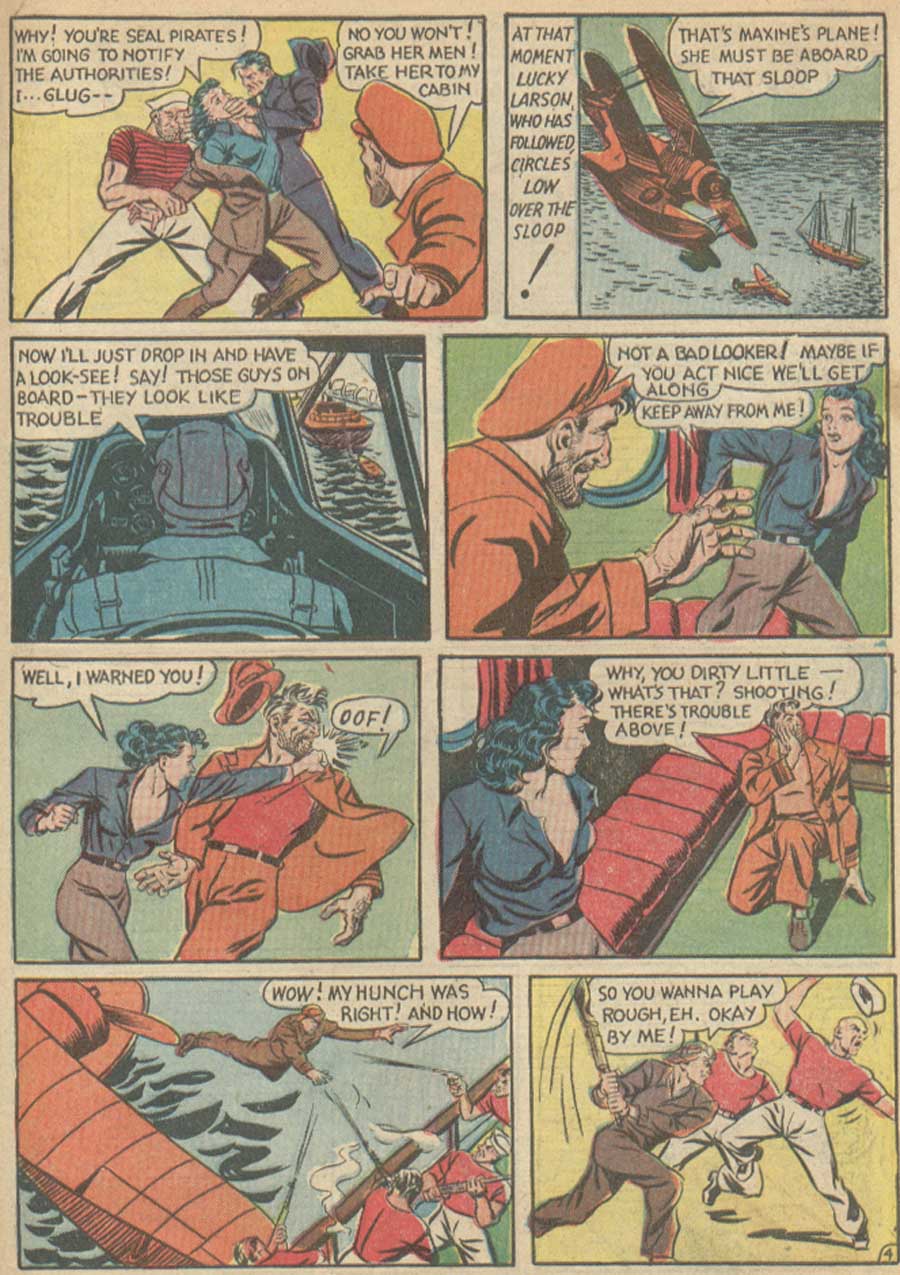 WHY! YOU'RE SEAL PIRATES!
I'M GOING TO NOTIFY
THE AUTHORITIES!
I...GLUG--
NO YOU WON'T!
GRAB HER MEN!
TAKE HER TO MY
CABIN
AT THAT
MOMENT
LUCKY
LARSON,
WHO HAS
FOLLOWED,
CIRCLES
LOW
OVER THE
SLOOP
!
THAT'S MAXINE'S PLANE!
SHE MUST BE ABOARD
THAT SLOOP
NOW I'LL JUST DROP IN AND HAVE
A LOOK-SEE! SAY! THOSE GUYS ON
BOARD-THEY LOOK LIKE
TROUBLE
NOT A BAD LOOKER! MAYBE IF
YOU ACT NICE WE'LL GET
ALONG
KEEP AWAY FROM ME!
WELL, I WARNED YOU!
OOF!
WHY, YOU DIRTY LITTLE —
WHAT'S THAT? SHOOTING!
THERE'S TROUBLE
ABOVE!
WOW! MY HUNCH WAS
RIGHT! AND HOW!
SO YOU WANNA PLAY
ROUGH, EH. OKAY
BY ME!
4